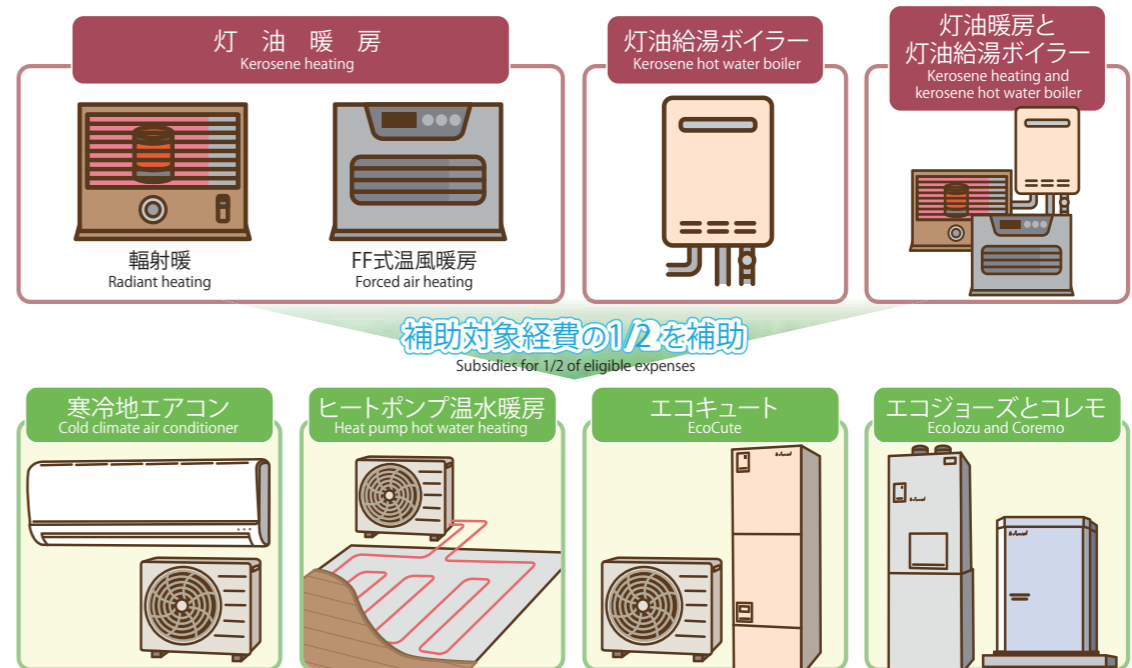 灯油暖房
Kerosene heating
灯油給湯ボイラー
Kerosene hot water boiler
灯油暖房と
灯油給湯ボイラー
Kerosene heating and
kerosene hot water boiler
輻射暖
Radiant heating
FF式温風暖房
Forced air heating
補助対象経費の1/2を補助
Subsidies for 1/2 of eligible expenses
寒冷地エアコン
Cold climate air conditioner
ヒートポンプ温水暖房
Heat pump hot water heating
エコキュート
EcoCute
エコジョーズとコレモ
EcoJozu and Coremo